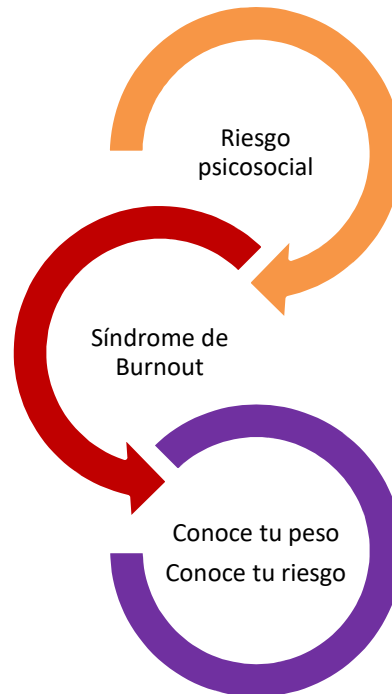 Riesgo
psicosocial
Síndrome de
Burnout
Conoce tu peso
Conoce tu riesgo